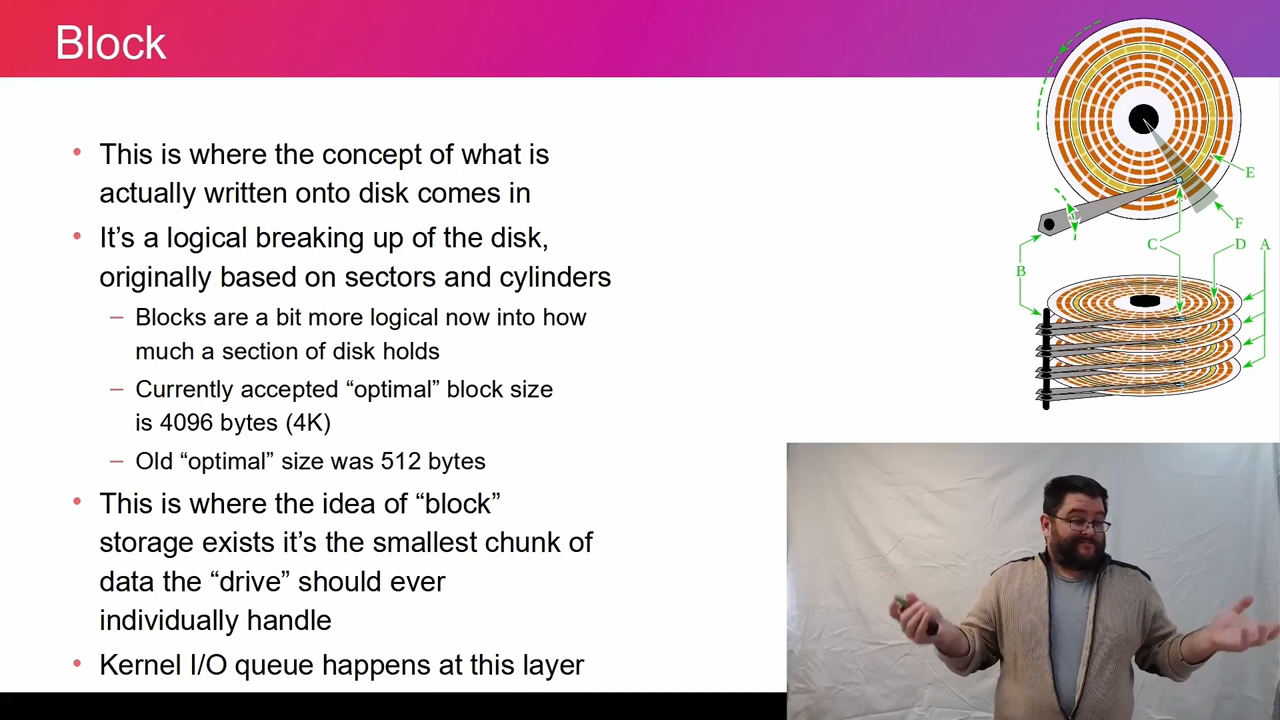 Block
• This is where the concept of what is
actually written onto disk comes in
• It’s a logical breaking up of the disk,
originally based on sectors and cylinders
– Blocks are a bit more logical now into how
much a section of disk holds
– Currently accepted “optimal” block size
is 4096 bytes (4K)
– Old “optimal” size was 512 bytes
• This is where the idea of “block”
storage exists it’s the smallest chunk of
data the “drive” should ever
individually handle
• Kernel I/O queue happens at this layer
E
F
C
D
A
B